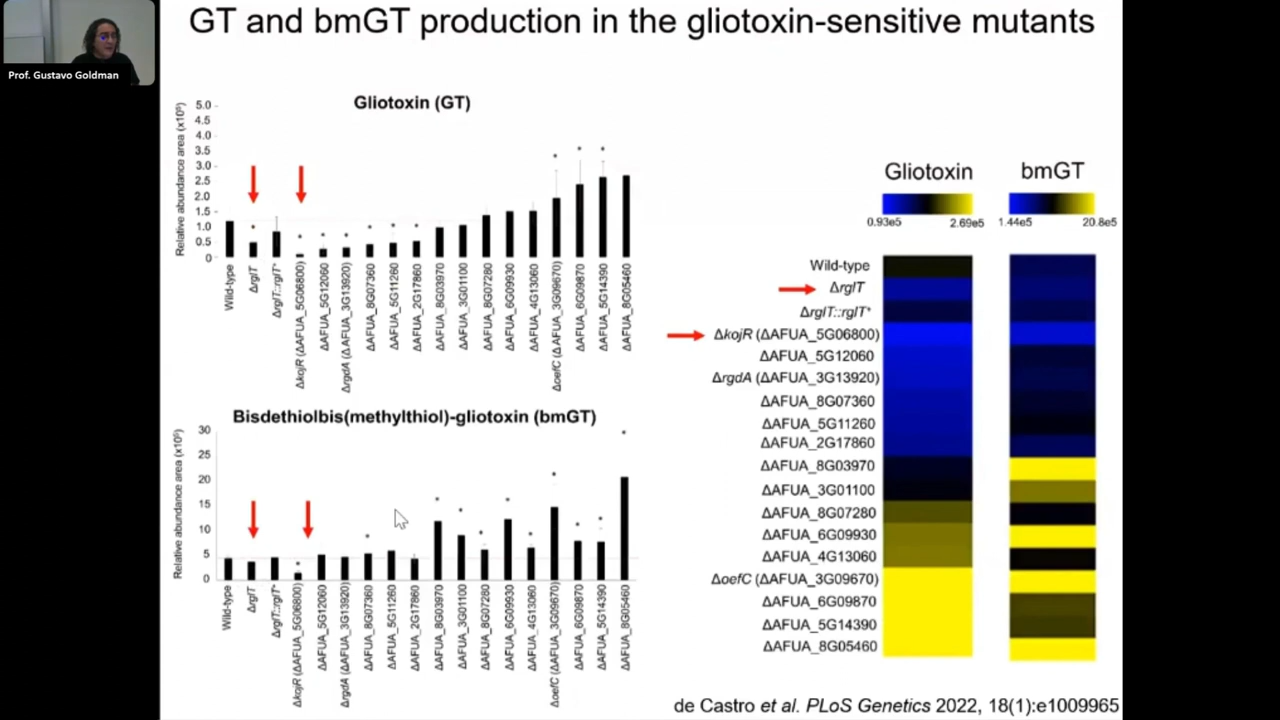 GT and bmGT production in the gliotoxin-sensitive mutants
Prof. Gustavo Goldman
Gliotoxin (GT)
Relative abundance area (x10⁵)
5.0
4.5
4.0
3.5
3.0
2.5
2.0
1.5
1.0
0.5
0
Wild-type
ΔrglT
ΔrglT::rglT⁺
ΔkojR (ΔAFUA_5G06800)
ΔAFUA_5G12060
ΔrgdA (ΔAFUA_3G13920)
ΔAFUA_8G07360
ΔAFUA_5G11260
ΔAFUA_2G17860
ΔAFUA_8G03970
ΔAFUA_3G01100
ΔAFUA_8G07280
ΔAFUA_6G09930
ΔAFUA_4G13060
ΔoefC (ΔAFUA_3G09670)
ΔAFUA_6G09870
ΔAFUA_5G14390
ΔAFUA_8G05460
Bisdethiolbis(methylthiol)-gliotoxin (bmGT)
Relative abundance area (x10⁵)
30
25
20
15
10
5
0
Wild-type
ΔrglT
ΔrglT::rglT⁺
ΔkojR (ΔAFUA_5G06800)
ΔAFUA_5G12060
ΔrgdA (ΔAFUA_3G13920)
ΔAFUA_8G07360
ΔAFUA_5G11260
ΔAFUA_2G17860
ΔAFUA_8G03970
ΔAFUA_3G01100
ΔAFUA_8G07280
ΔAFUA_6G09930
ΔAFUA_4G13060
ΔoefC (ΔAFUA_3G09670)
ΔAFUA_6G09870
ΔAFUA_5G14390
ΔAFUA_8G05460
Gliotoxin bmGT
0.93e5 2.69e5 1.44e5 20.8e5
Wild-type
ΔrglT
ΔrglT::rglT⁺
ΔkojR (ΔAFUA_5G06800)
ΔAFUA_5G12060
ΔrgdA (ΔAFUA_3G13920)
ΔAFUA_8G07360
ΔAFUA_5G11260
ΔAFUA_2G17860
ΔAFUA_8G03970
ΔAFUA_3G01100
ΔAFUA_8G07280
ΔAFUA_6G09930
ΔAFUA_4G13060
ΔoefC (ΔAFUA_3G09670)
ΔAFUA_6G09870
ΔAFUA_5G14390
ΔAFUA_8G05460
de Castro et al. PLoS Genetics 2022, 18(1):e1009965